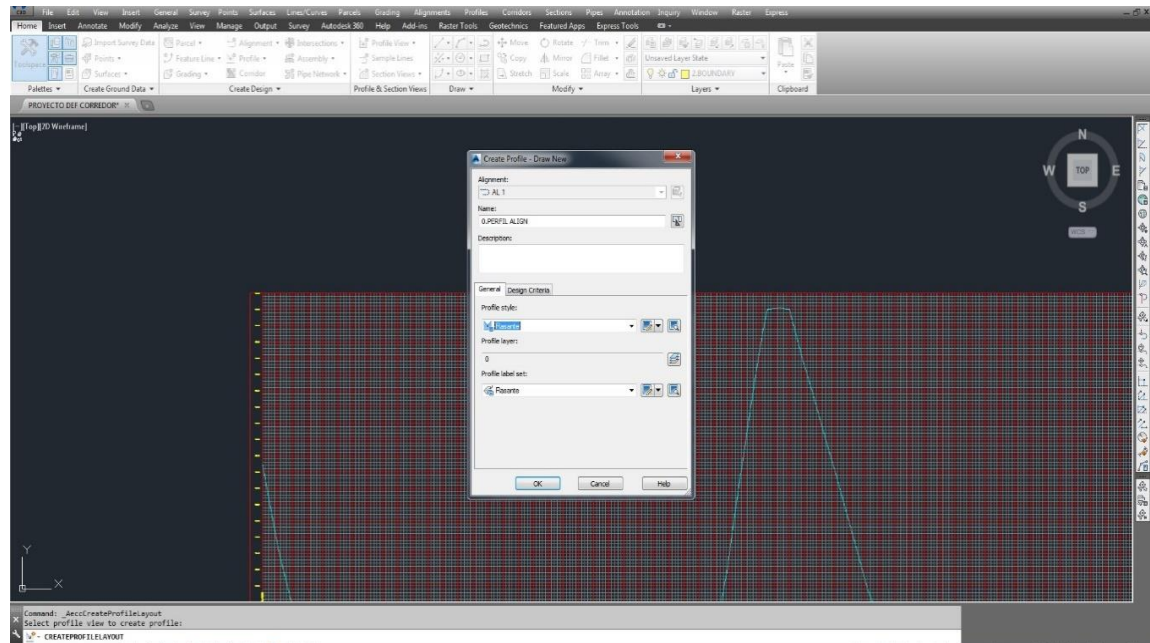 File Edit View Insert General Survey Points Surfaces Lines/Curves Parcels Grading Alignments Profiles Corridors Sections Pipes Annotation Inquiry Window Raster Express
Home Insert Annotate Modify Analyze View Manage Output Survey Autodesk 360 Help Add-ins Raster Tools Geotechnics Featured Apps Express Tools
Import Survey Data Parcel Alignment Intersections Profile View Move Rotate Trim Unsaved Layer State
Toolspace Points Feature Line Profile Assembly Sample Lines Copy Mirror Fillet Paste
Surfaces Grading Corridor Pipe Network Section Views Stretch Scale Array 2.BOUNDARY
Palettes Create Ground Data Create Design Profile & Section Views Draw Modify Layers Clipboard
PROYECTO DEF CORREDOR*
[-][Top][2D Wireframe]
N
W TOP E
S
WCS
Create Profile - Draw New
Alignment:
AL 1
Name:
0.PERFIL ALIGN
Description:
General Design Criteria
Profile style:
Rasante
Profile layer:
0
Profile label set:
Rasante
OK Cancel Help
Y
X
Command: _AeccCreateProfileLayout
Select profile view to create profile:
- CREATEPROFILELAYOUT